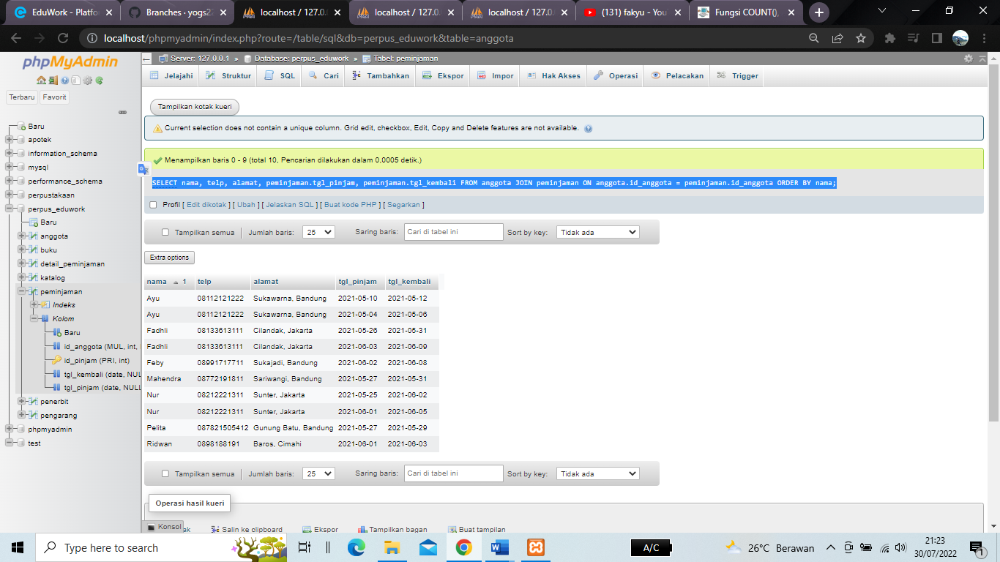 EduWork - Platfor
Branches · yogs22
localhost / 127.0.
localhost / 127.0.
localhost / 127.0.
(131) fakyu - You
Fungsi COUNT(),
localhost/phpmyadmin/index.php?route=/table/sql&db=perpus_eduwork&table=anggota
phpMyAdmin
Terbaru
Favorit
Baru
apotek
information_schema
mysql
performance_schema
perpustakaan
perpus_eduwork
Baru
anggota
buku
detail_peminjaman
katalog
peminjaman
Indeks
Kolom
Baru
id_anggota (MUL, int,
id_pinjam (PRI, int)
tgl_kembali (date, NUL
tgl_pinjam (date, NULL
penerbit
pengarang
phpmyadmin
test
Server: 127.0.0.1 » Database: perpus_eduwork » Tabel: peminjaman
Jelajahi Struktur SQL Cari Tambahkan Ekspor Impor Hak Akses Operasi Pelacakan Trigger
Tampilkan kotak kueri
Current selection does not contain a unique column. Grid edit, checkbox, Edit, Copy and Delete features are not available.
Menampilkan baris 0 - 9 (total 10, Pencarian dilakukan dalam 0,0005 detik.)
SELECT nama, telp, alamat, peminjaman.tgl_pinjam, peminjaman.tgl_kembali FROM anggota JOIN peminjaman ON anggota.id_anggota = peminjaman.id_anggota ORDER BY nama;
Profil [ Edit dikotak ] [ Ubah ] [ Jelaskan SQL ] [ Buat kode PHP ] [ Segarkan ]
Tampilkan semua Jumlah baris: 25 Saring baris: Cari di tabel ini Sort by key: Tidak ada
Extra options
nama 1 telp alamat tgl_pinjam tgl_kembali
Ayu 08112121222 Sukawarna, Bandung 2021-05-10 2021-05-12
Ayu 08112121222 Sukawarna, Bandung 2021-05-04 2021-05-06
Fadhli 08133613111 Cilandak, Jakarta 2021-05-26 2021-05-31
Fadhli 08133613111 Cilandak, Jakarta 2021-06-03 2021-06-09
Feby 08991717711 Sukajadi, Bandung 2021-06-02 2021-06-08
Mahendra 08772191811 Sariwangi, Bandung 2021-05-27 2021-05-31
Nur 08212221311 Sunter, Jakarta 2021-05-25 2021-06-02
Nur 08212221311 Sunter, Jakarta 2021-06-01 2021-06-05
Pelita 087821505412 Gunung Batu, Bandung 2021-05-27 2021-05-29
Ridwan 0898188191 Baros, Cimahi 2021-06-01 2021-06-03
Tampilkan semua Jumlah baris: 25 Saring baris: Cari di tabel ini Sort by key: Tidak ada
Operasi hasil kueri
Konsol
ak Salin ke clipboard Ekspor Tampilkan bagan Buat tampilan
Type here to search
A/C
26°C Berawan
21:23
30/07/2022
1